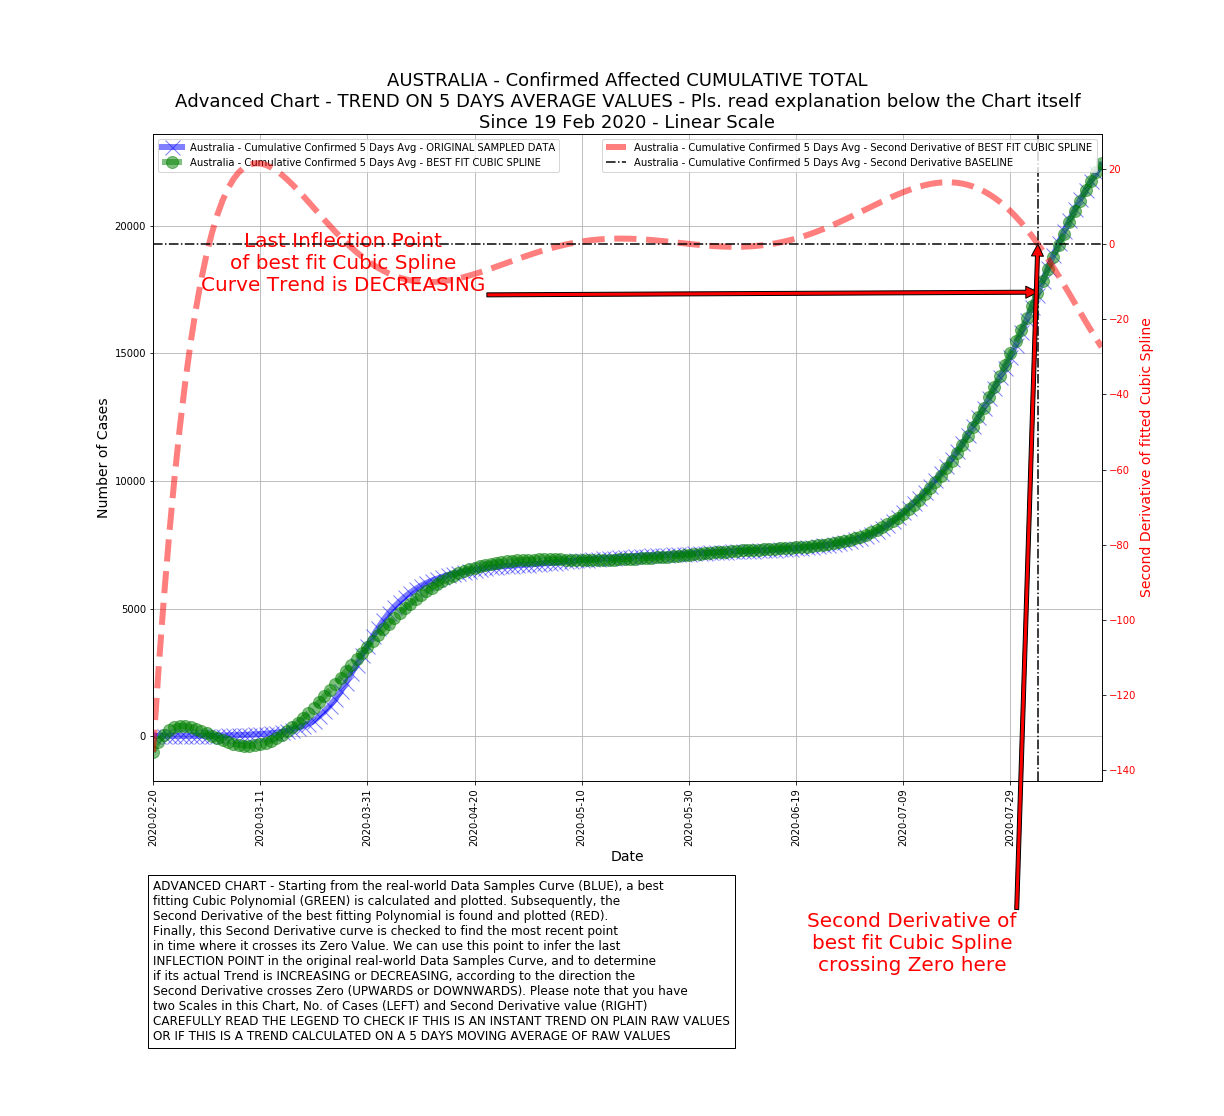 AUSTRALIA - Confirmed Affected CUMULATIVE TOTAL
Advanced Chart - TREND ON 5 DAYS AVERAGE VALUES - Pls. read explanation below the Chart itself
Since 19 Feb 2020 - Linear Scale
Australia - Cumulative Confirmed 5 Days Avg - ORIGINAL SAMPLED DATA
Australia - Cumulative Confirmed 5 Days Avg - BEST FIT CUBIC SPLINE
Australia - Cumulative Confirmed 5 Days Avg - Second Derivative of BEST FIT CUBIC SPLINE
Australia - Cumulative Confirmed 5 Days Avg - Second Derivative BASELINE
Last Inflection Point
of best fit Cubic Spline
Curve Trend is DECREASING
Number of Cases
20000
15000
10000
5000
0
20
0
−20
−40
−60
−80
−100
−120
−140
Second Derivative of fitted Cubic Spline
2020-02-20
2020-03-11
2020-03-31
2020-04-20
2020-05-10
2020-05-30
2020-06-19
2020-07-09
2020-07-29
Date
ADVANCED CHART - Starting from the real-world Data Samples Curve (BLUE), a best
fitting Cubic Polynomial (GREEN) is calculated and plotted. Subsequently, the
Second Derivative of the best fitting Polynomial is found and plotted (RED).
Finally, this Second Derivative curve is checked to find the most recent point
in time where it crosses its Zero Value. We can use this point to infer the last
INFLECTION POINT in the original real-world Data Samples Curve, and to determine
if its actual Trend is INCREASING or DECREASING, according to the direction the
Second Derivative crosses Zero (UPWARDS or DOWNWARDS). Please note that you have
two Scales in this Chart, No. of Cases (LEFT) and Second Derivative value (RIGHT)
CAREFULLY READ THE LEGEND TO CHECK IF THIS IS AN INSTANT TREND ON PLAIN RAW VALUES
OR IF THIS IS A TREND CALCULATED ON A 5 DAYS MOVING AVERAGE OF RAW VALUES
Second Derivative of
best fit Cubic Spline
crossing Zero here